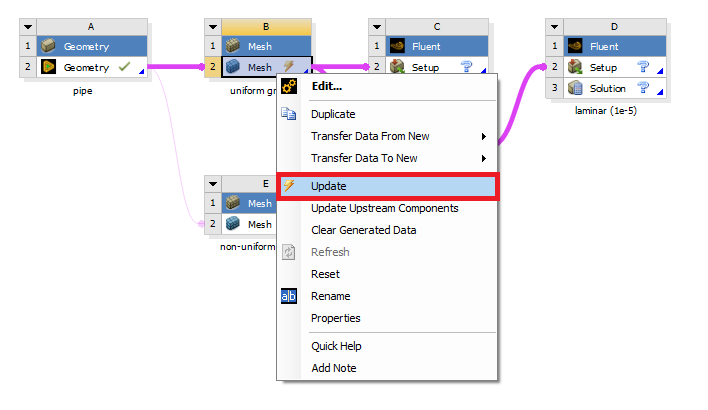 A
1 Geometry
2 Geometry
pipe
B
1 Mesh
2 Mesh
uniform gr
C
1 Fluent
2 Setup
D
1 Fluent
2 Setup
3 Solution
laminar (1e-5)
E
1 Mesh
2 Mesh
non-uniform
Edit...
Duplicate
Transfer Data From New
Transfer Data To New
Update
Update Upstream Components
Clear Generated Data
Refresh
Reset
a|b Rename
Properties
Quick Help
Add Note